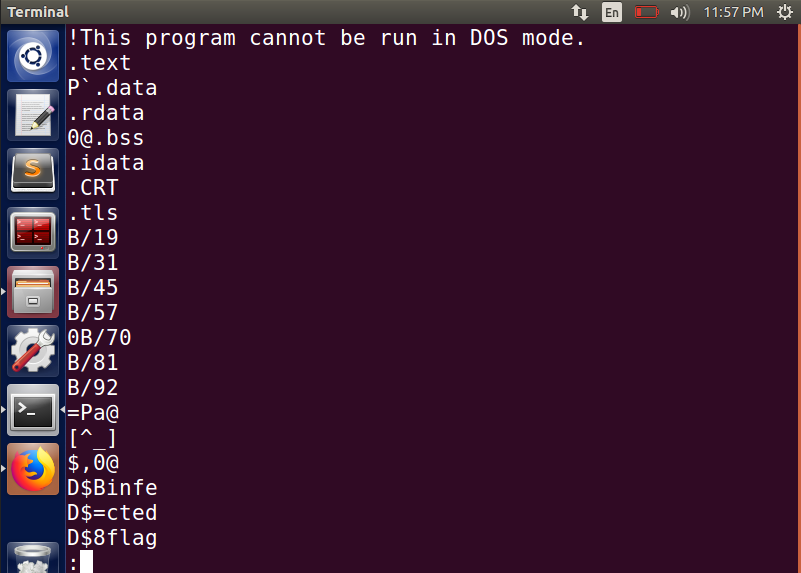 Terminal
En
11:57 PM
!This program cannot be run in DOS mode.
.text
P`.data
.rdata
0@.bss
.idata
.CRT
.tls
B/19
B/31
B/45
B/57
0B/70
B/81
B/92
=Pa@
[^_]
$,0@
D$Binfe
D$=cted
D$8flag
: